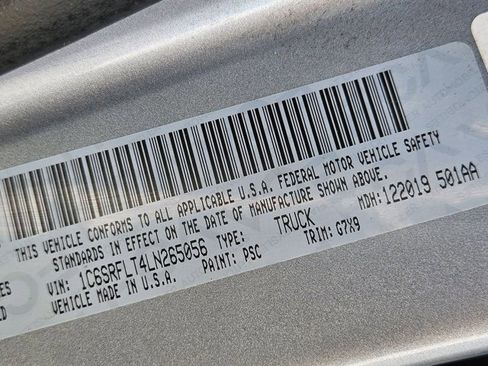 THIS VEHICLE CONFORMS TO ALL APPLICABLE U.S.A. FEDERAL MOTOR VEHICLE SAFETY
STANDARDS IN EFFECT ON THE DATE OF MANUFACTURE SHOWN ABOVE.
VIN: 1C6SRFLT4LN265056 TYPE: TRUCK MDH: 122019 501AA
VEHICLE MADE IN U.S.A. PAINT: PSC TRIM: G7X9